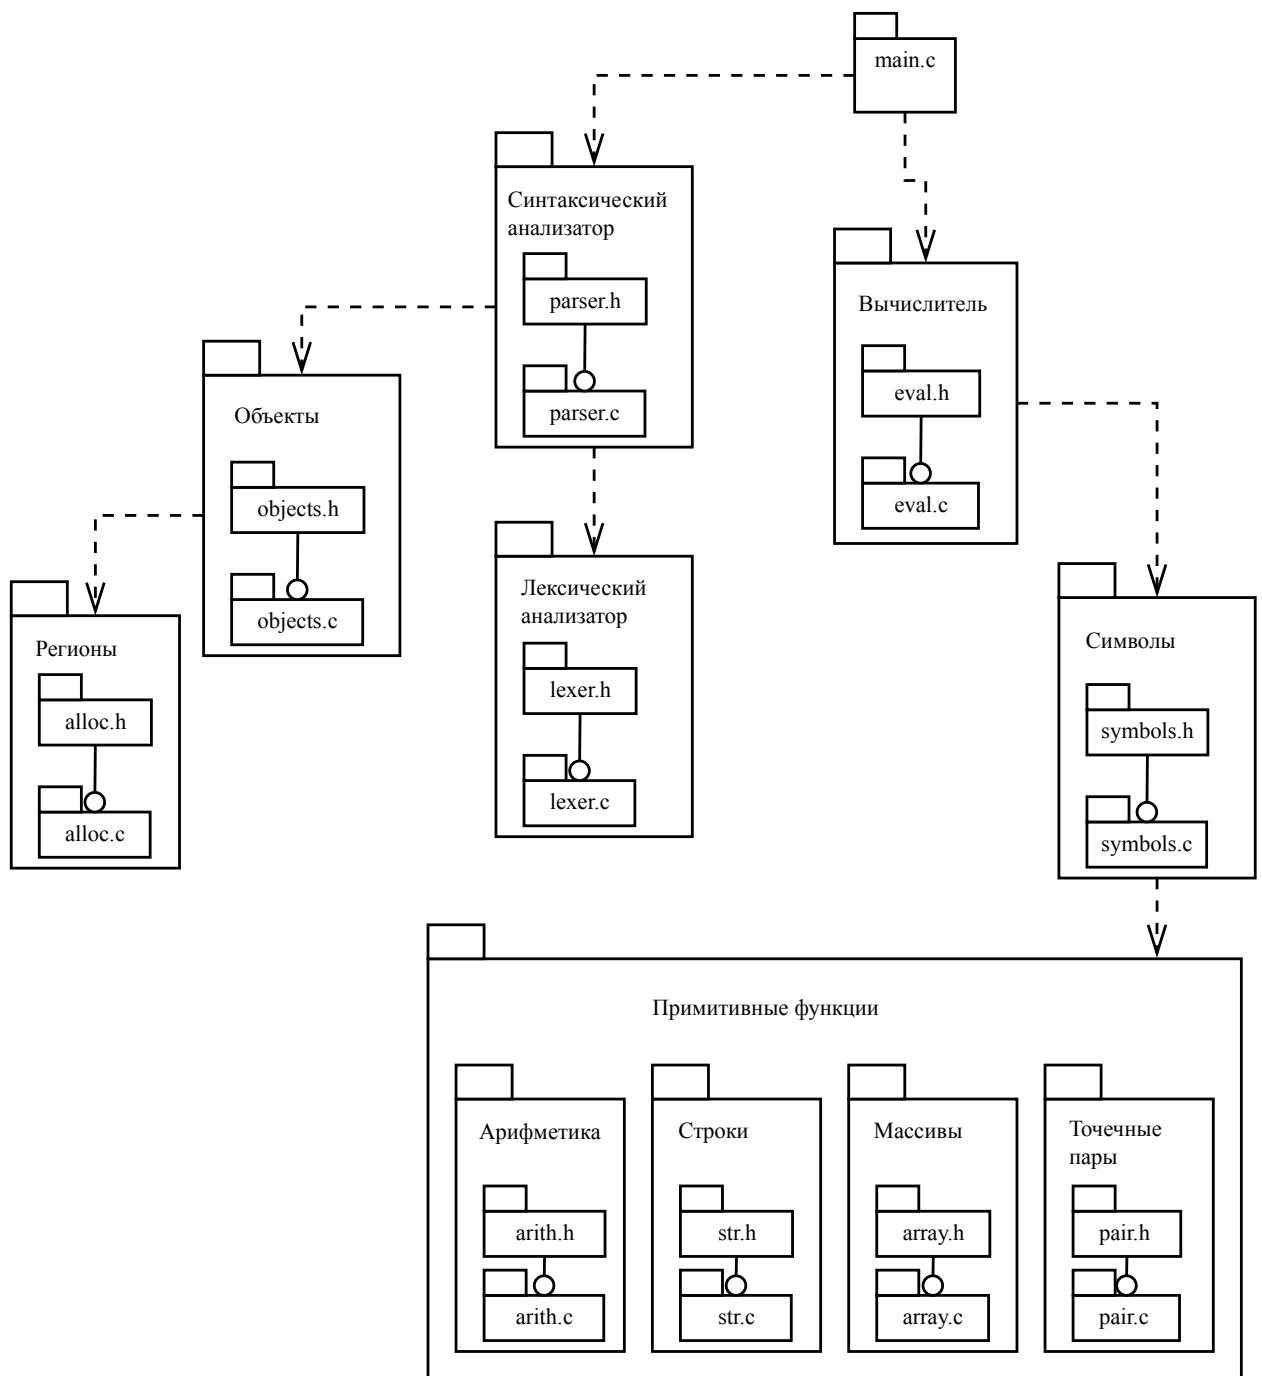 main.c
Синтаксический
анализатор
parser.h
parser.c
Вычислитель
eval.h
eval.c
Объекты
objects.h
objects.c
Лексический
анализатор
lexer.h
lexer.c
Регионы
alloc.h
alloc.c
Символы
symbols.h
symbols.c
Примитивные функции
Арифметика
arith.h
arith.c
Строки
str.h
str.c
Массивы
array.h
array.c
Точечные
пары
pair.h
pair.c